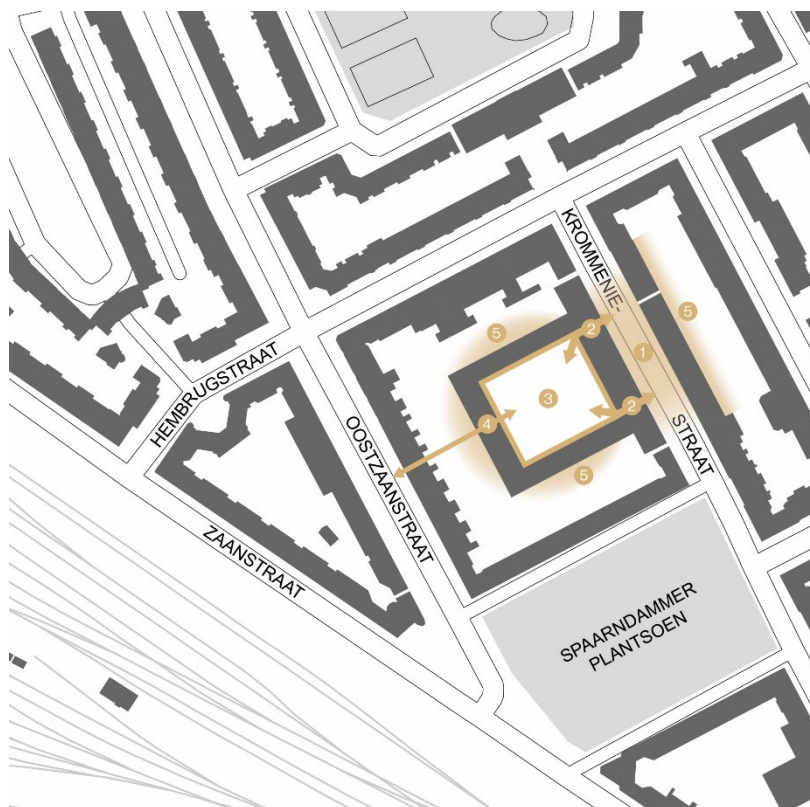 KROMMENIE-
STRAAT
5
2
1
5
3
2
4
5
HEMBRUGSTRAAT
OOSTZAANSTRAAT
ZAANSTRAAT
SPAARNDAMMER
PLANTSOEN